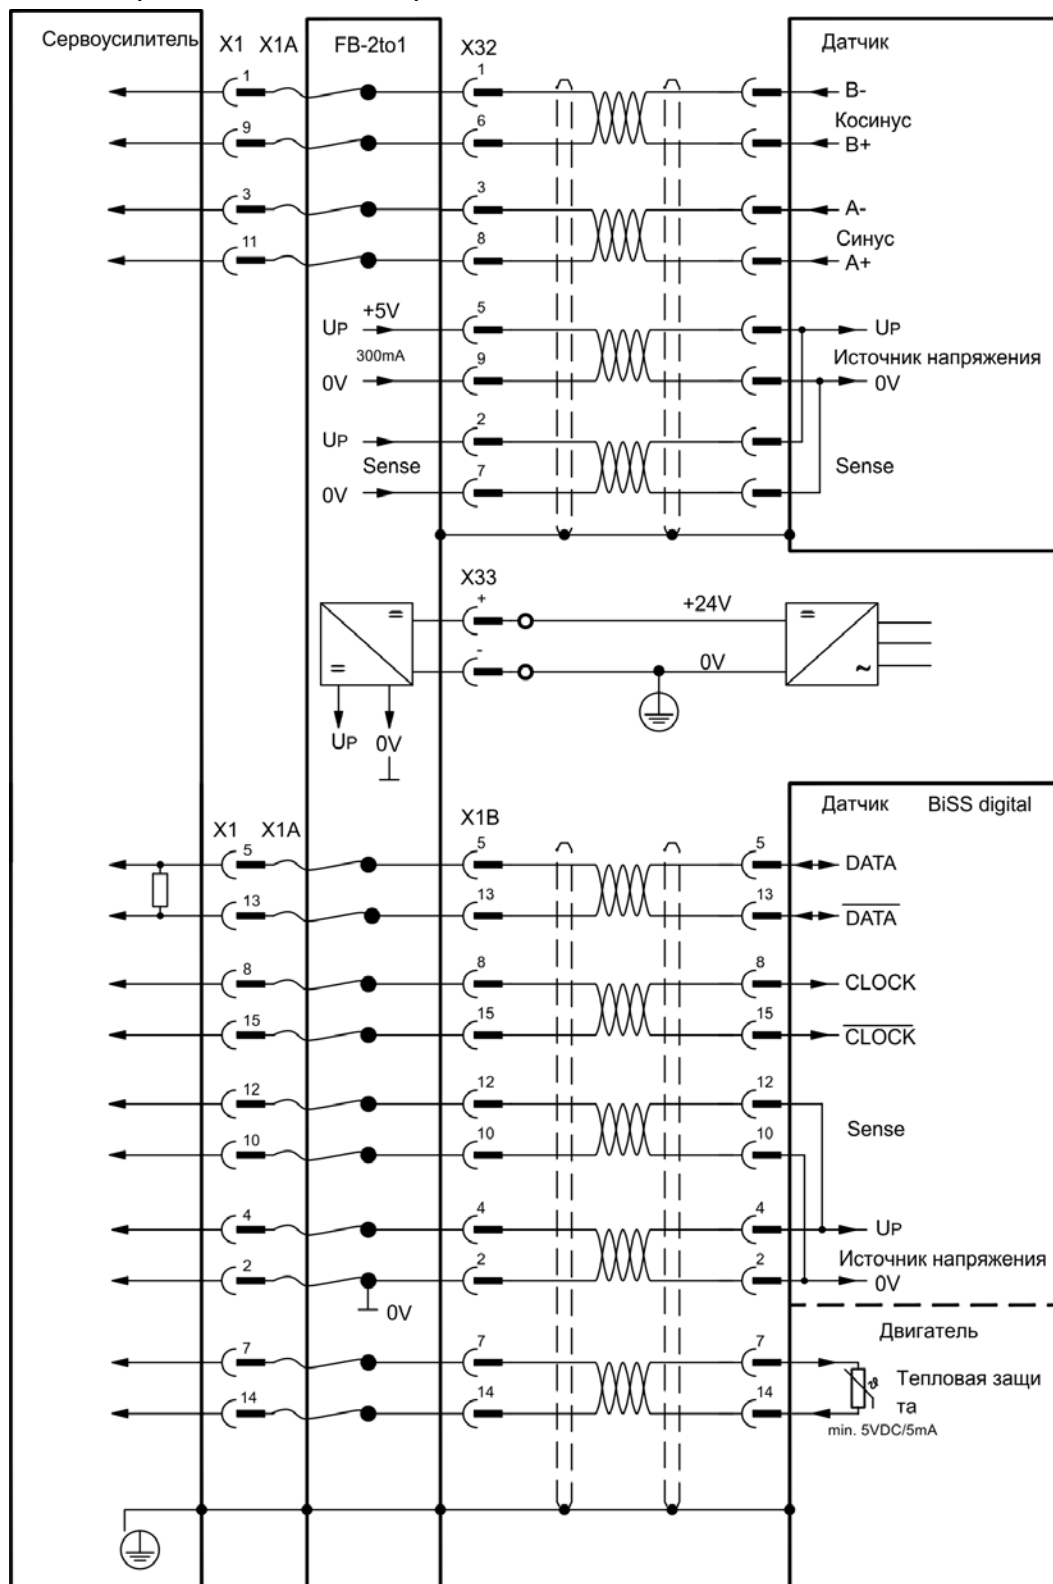 Сервоусилитель X1 X1A FB-2to1 X32 Датчик
1 1 B-
Косинус
9 6 B+
3 3 A-
Синус
11 8 A+
+5V 5
UP UP
300mA 9 Источник напряжения
0V 0V
2
UP
Sense 7 Sense
0V
X33
+ +24V
= =
- 0V
= ~
UP 0V
Датчик BiSS digital
X1 X1A X1B
5 5 5 DATA
13 13 13 DATA
8 8 8 CLOCK
15 15 15 CLOCK
12 12 12
Sense
10 10 10
4 4 4 UP
2 2 2 Источник напряжения
0V 0V
Двигатель
7 7 7
ϑ Тепловая защи
14 14 14 та
min. 5VDC/5mA